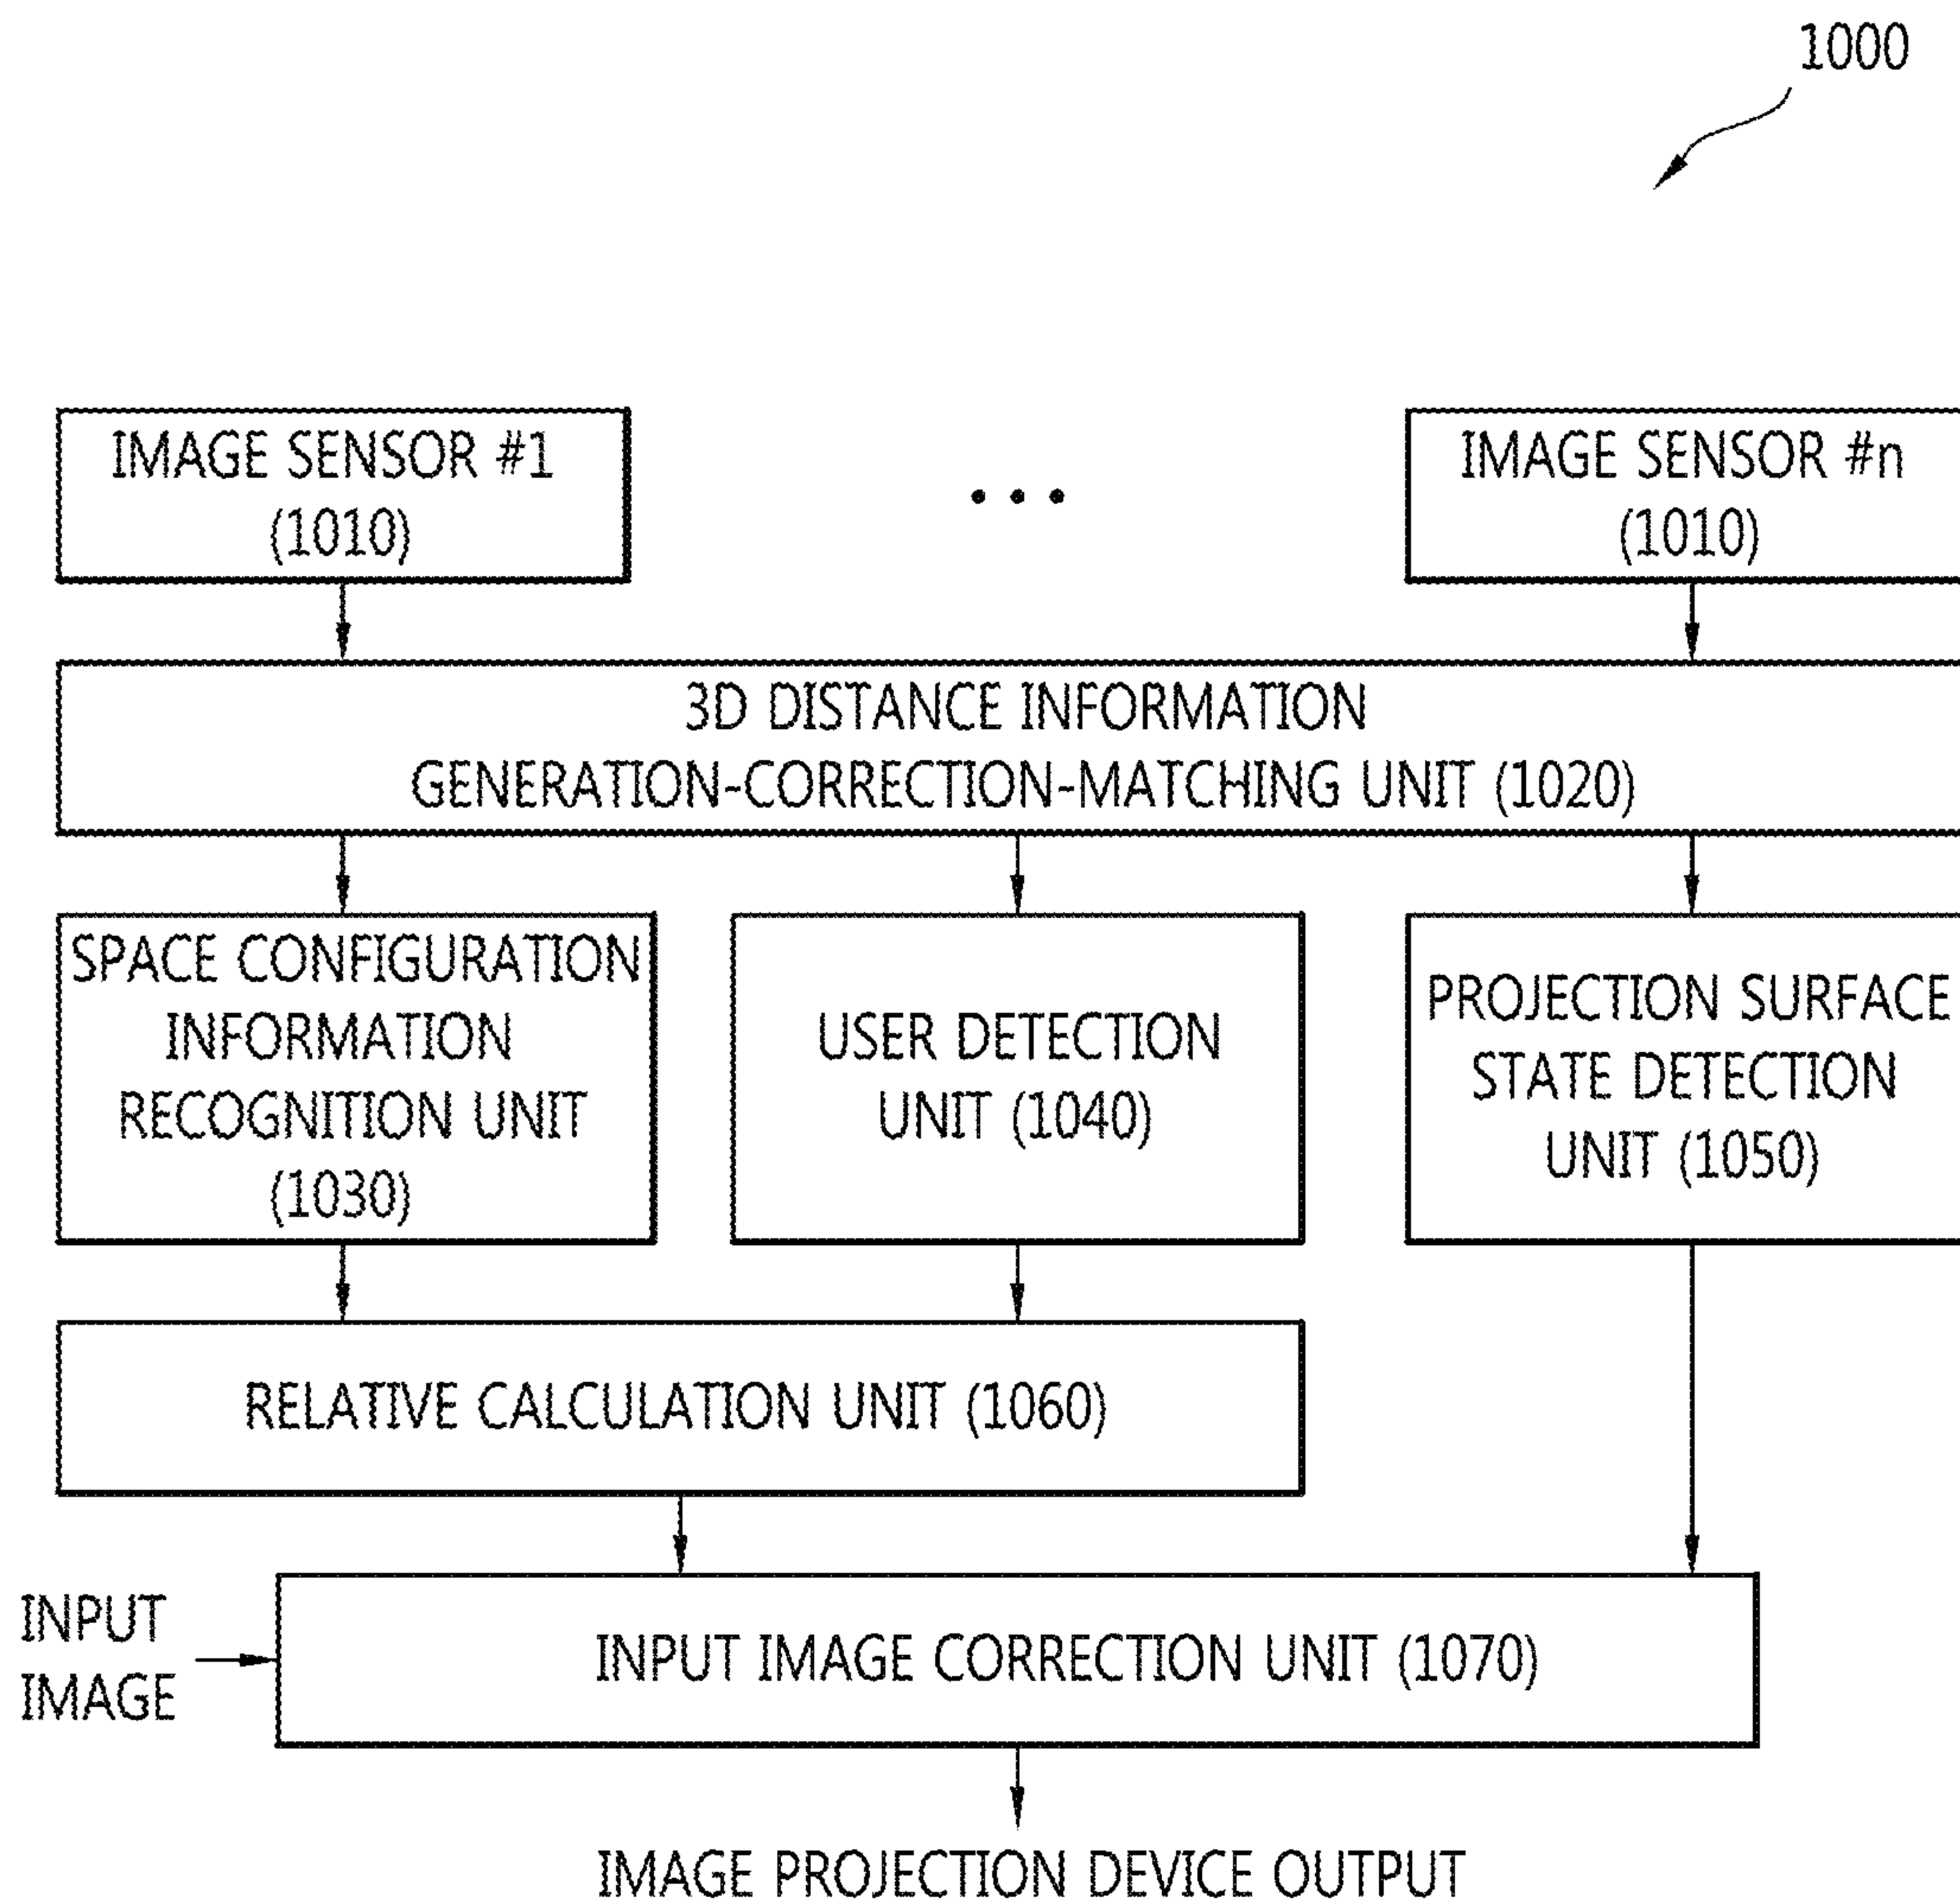 1000
IMAGE SENSOR #1
(1010)
IMAGE SENSOR #n
(1010)
3D DISTANCE INFORMATION
GENERATION-CORRECTION-MATCHING UNIT (1020)
SPACE CONFIGURATION
INFORMATION
RECOGNITION UNIT
(1030)
USER DETECTION
UNIT (1040)
PROJECTION SURFACE
STATE DETECTION
UNIT (1050)
RELATIVE CALCULATION UNIT (1060)
INPUT
IMAGE
INPUT IMAGE CORRECTION UNIT (1070)
IMAGE PROJECTION DEVICE OUTPUT